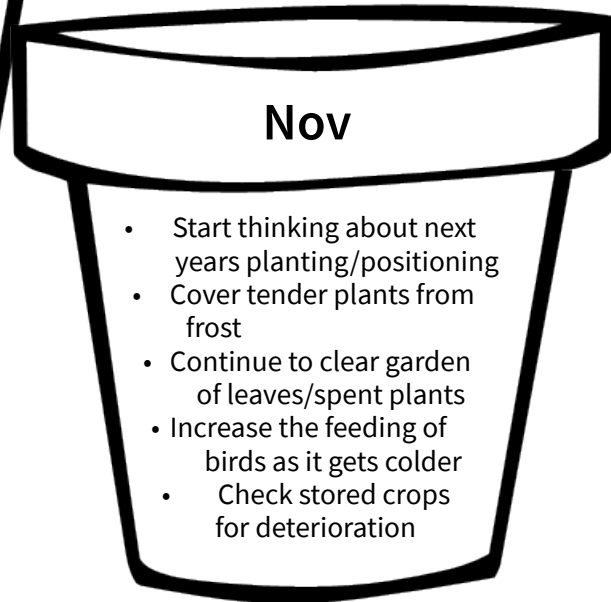 Nov
• Start thinking about next
years planting/positioning
• Cover tender plants from
frost
• Continue to clear garden
of leaves/spent plants
• Increase the feeding of
birds as it gets colder
• Check stored crops
for deterioration